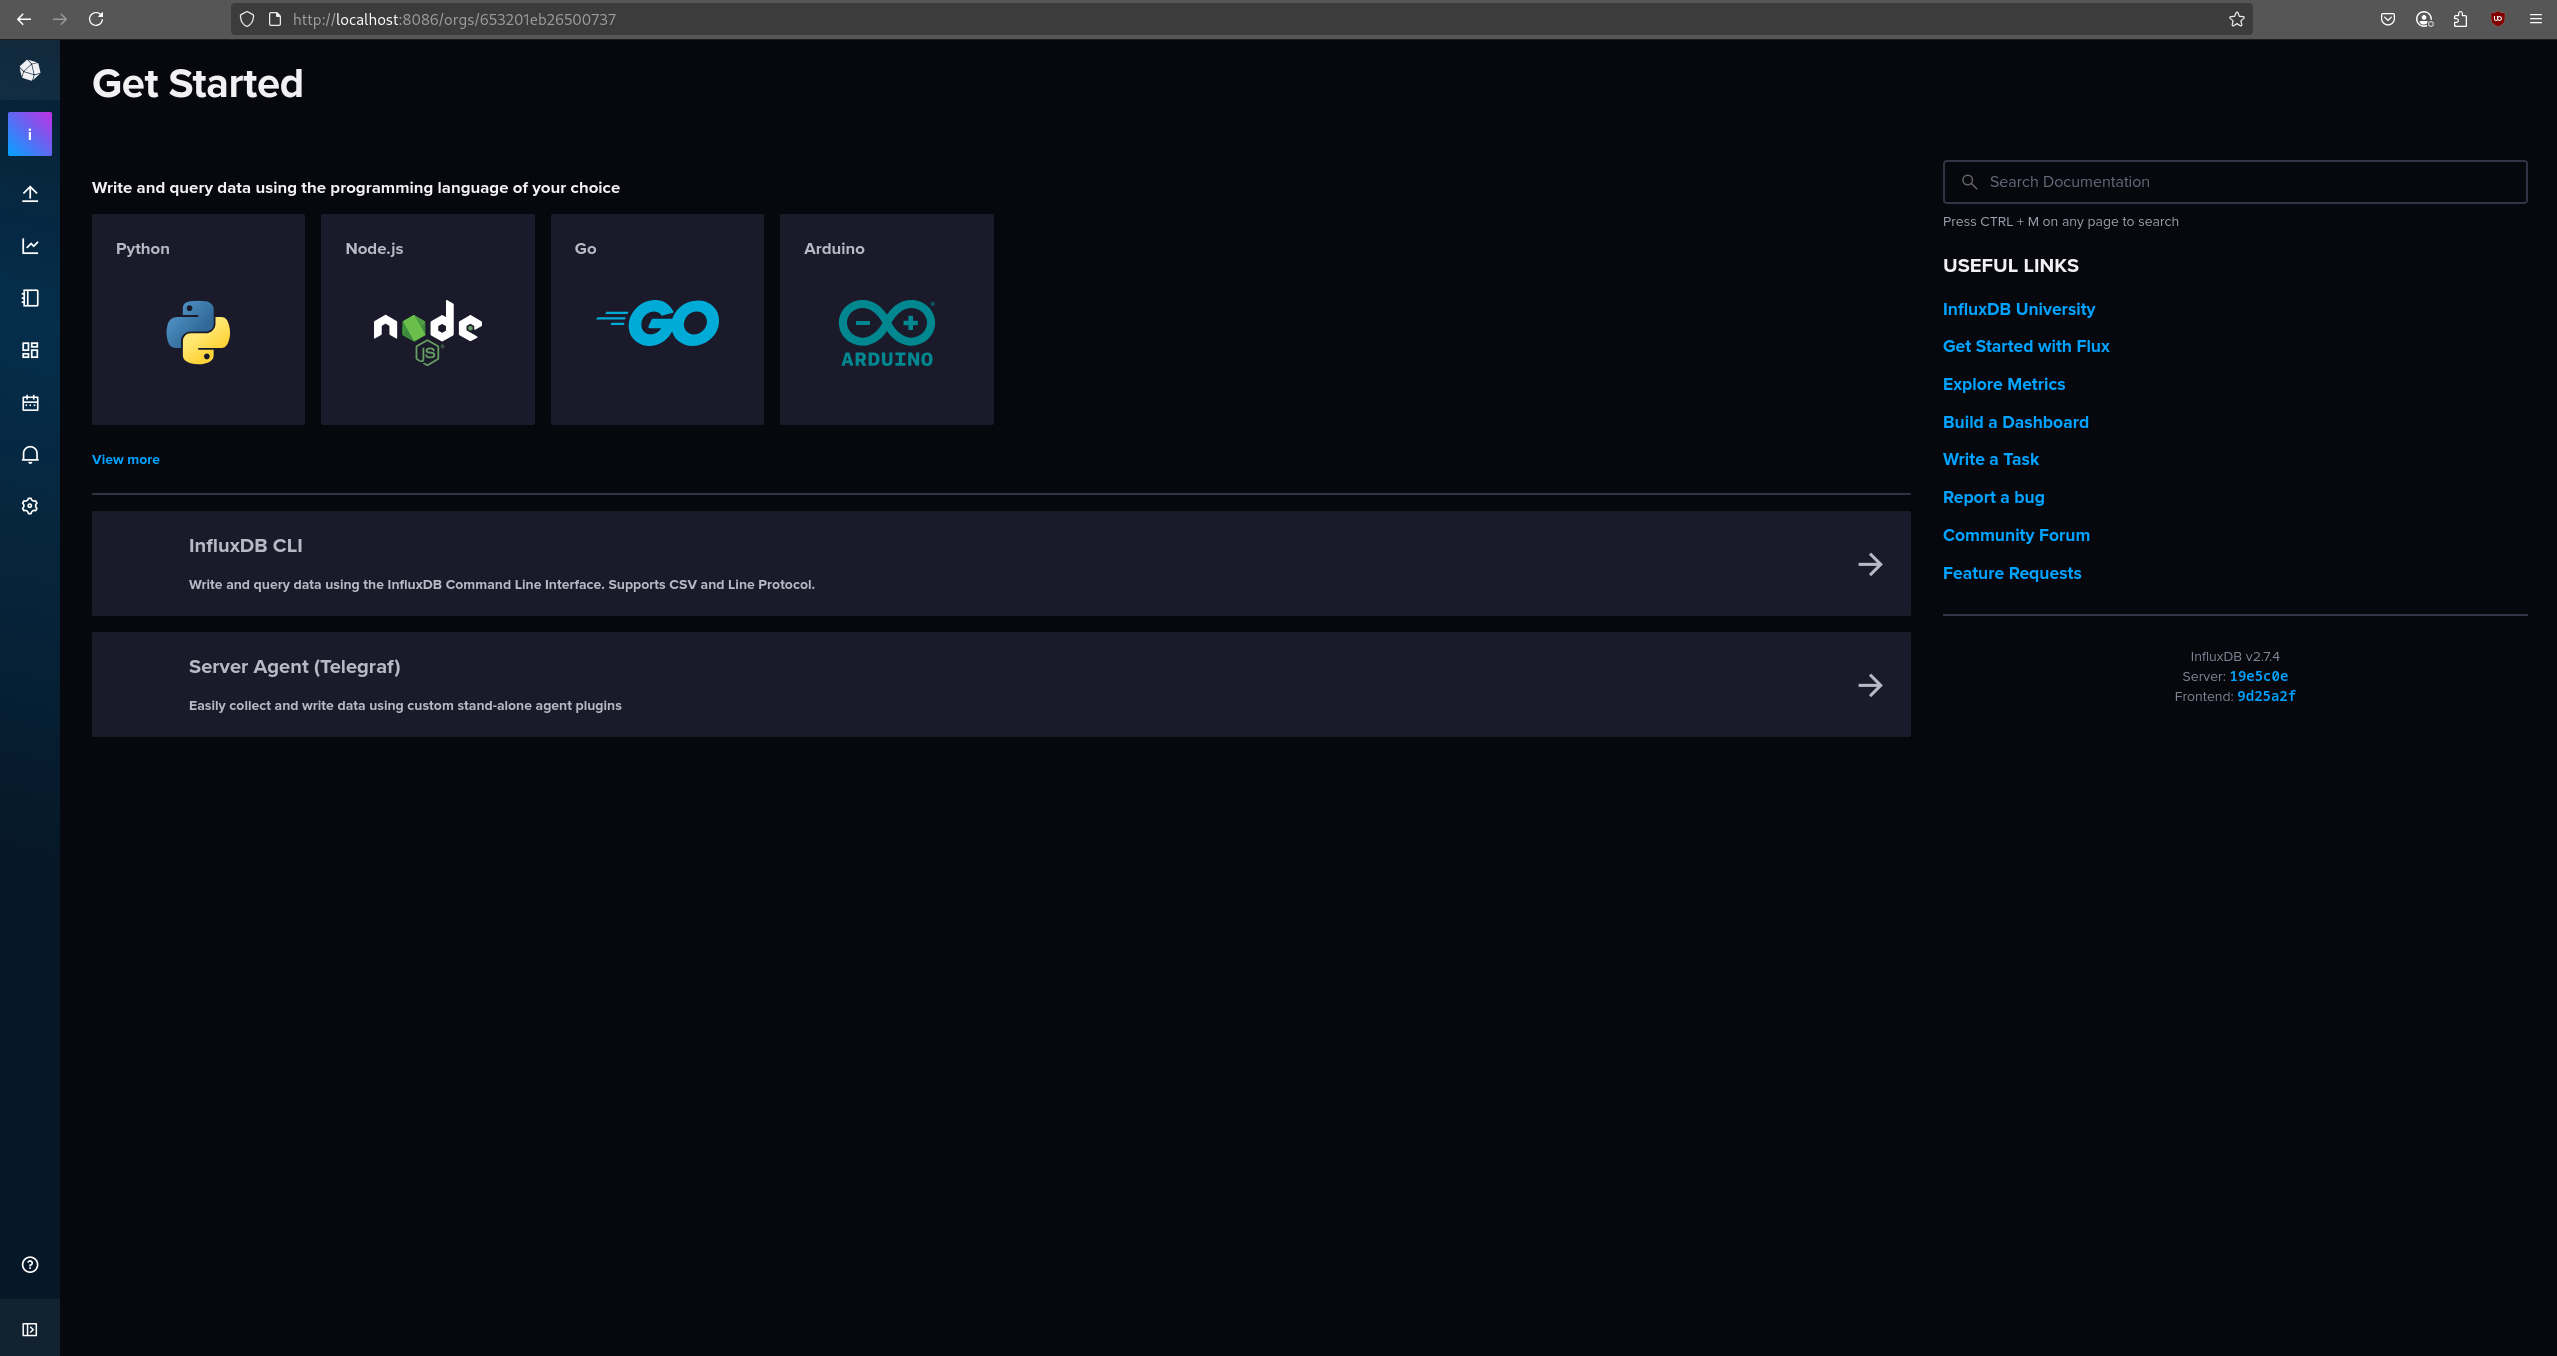 http://localhost:8086/orgs/653201eb26500737
Get Started
i
Write and query data using the programming language of your choice
Python
Node.js
Go
Arduino
node
JS
GO
ARDUINO
View more
InfluxDB CLI
Write and query data using the InfluxDB Command Line Interface. Supports CSV and Line Protocol.
Server Agent (Telegraf)
Easily collect and write data using custom stand-alone agent plugins
Search Documentation
Press CTRL + M on any page to search
USEFUL LINKS
InfluxDB University
Get Started with Flux
Explore Metrics
Build a Dashboard
Write a Task
Report a bug
Community Forum
Feature Requests
InfluxDB v2.7.4
Server: 19e5c0e
Frontend: 9d25a2f